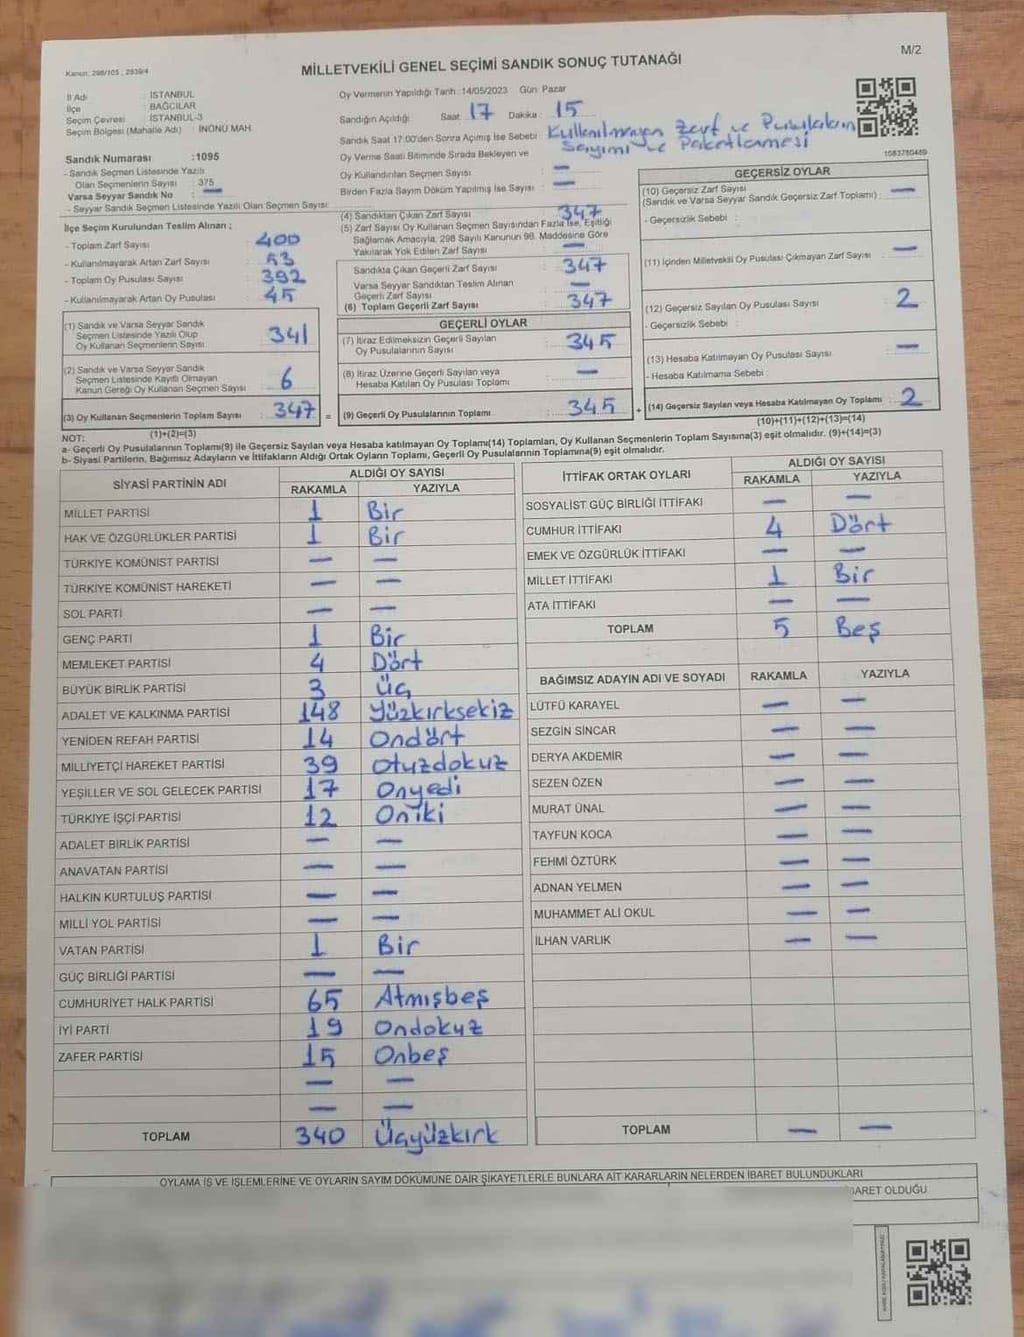 Kanun: 298/105 ; 2839/4
M/2
MİLLETVEKİLİ GENEL SEÇİMİ SANDIK SONUÇ TUTANAĞI
İl Adı : İSTANBUL
İlçe : BAĞCILAR
Seçim Çevresi : İSTANBUL-3
Seçim Bölgesi (Mahalle Adı) : İNÖNÜ MAH
Sandık Numarası :1095
- Sandık Seçmen Listesinde Yazılı
Olan Seçmenlerin Sayısı : 375
Varsa Seyyar Sandık No : —
- Seyyar Sandık Seçmen Listesinde Yazılı Olan Seçmen Sayısı:
Oy Vermenin Yapıldığı Tarih :14/05/2023 Gün: Pazar
Sandığın Açıldığı Saat : 17 Dakika : 15
Sandık Saat 17.00'den Sonra Açılmış İse Sebebi : Kullanılmayan Zarf ve Pusulaların
Sayımı ve Paketlenmesi
Oy Verme Saati Bitiminde Sırada Bekleyen ve
Oy Kullandırılan Seçmen Sayısı : —
Birden Fazla Sayım Döküm Yapılmış İse Sayısı : —
1083780489
İlçe Seçim Kurulundan Teslim Alınan ;
- Toplam Zarf Sayısı : 400
- Kullanılmayarak Artan Zarf Sayısı : 53
- Toplam Oy Pusulası Sayısı : 392
- Kullanılmayarak Artan Oy Pusulası : 45
(1) Sandık ve Varsa Seyyar Sandık
Seçmen Listesinde Yazılı Olup
Oy Kullanan Seçmenlerin Sayısı : 341
(2) Sandık ve Varsa Seyyar Sandık
Seçmen Listesinde Kayıtlı Olmayan
Kanun Gereği Oy Kullanan Seçmen Sayısı : 6
(3) Oy Kullanan Seçmenlerin Toplam Sayısı : 347 =
(1)+(2)=(3)
(4) Sandıktan Çıkan Zarf Sayısı : 347
(5) Zarf Sayısı Oy Kullanan Seçmen Sayısından Fazla İse, Eşitliği
Sağlamak Amacıyla; 298 Sayılı Kanunun 98. Maddesine Göre
Yakılarak Yok Edilen Zarf Sayısı : —
Sandıkta Çıkan Geçerli Zarf Sayısı : 347
Varsa Seyyar Sandıktan Teslim Alınan
Geçerli Zarf Sayısı : —
(6) Toplam Geçerli Zarf Sayısı : 347
GEÇERLİ OYLAR
(7) İtiraz Edilmeksizin Geçerli Sayılan
Oy Pusulalarının Sayısı : 345
(8) İtiraz Üzerine Geçerli Sayılan veya
Hesaba Katılan Oy Pusulası Toplamı : —
(9) Geçerli Oy Pusulalarının Toplamı : 345 +
GEÇERSİZ OYLAR
(10) Geçersiz Zarf Sayısı
(Sandık ve Varsa Seyyar Sandık Geçersiz Zarf Toplamı) : —
- Geçersizlik Sebebi :
(11) İçinden Milletvekili Oy Pusulası Çıkmayan Zarf Sayısı : —
(12) Geçersiz Sayılan Oy Pusulası Sayısı : 2
- Geçersizlik Sebebi :
(13) Hesaba Katılmayan Oy Pusulası Sayısı : —
- Hesaba Katılmama Sebebi :
(14) Geçersiz Sayılan veya Hesaba Katılmayan Oy Toplamı : 2
(10)+(11)+(12)+(13)=(14)
NOT:
a- Geçerli Oy Pusulalarının Toplamı(9) ile Geçersiz Sayılan veya Hesaba katılmayan Oy Toplamı(14) Toplamları, Oy Kullanan Seçmenlerin Toplam Sayısına(3) eşit olmalıdır. (9)+(14)=(3)
b- Siyasi Partilerin, Bağımsız Adayların ve İttifakların Aldığı Ortak Oyların Toplamı, Geçerli Oy Pusulalarının Toplamına(9) eşit olmalıdır.
SİYASİ PARTİNİN ADI ALDIĞI OY SAYISI
RAKAMLA YAZIYLA
MİLLET PARTİSİ 1 Bir
HAK VE ÖZGÜRLÜKLER PARTİSİ 1 Bir
TÜRKİYE KOMÜNİST PARTİSİ — —
TÜRKİYE KOMÜNİST HAREKETİ — —
SOL PARTİ — —
GENÇ PARTİ 1 Bir
MEMLEKET PARTİSİ 4 Dört
BÜYÜK BİRLİK PARTİSİ 3 Üç
ADALET VE KALKINMA PARTİSİ 148 Yüzkırksekiz
YENİDEN REFAH PARTİSİ 14 Ondört
MİLLİYETÇİ HAREKET PARTİSİ 39 Otuzdokuz
YEŞİLLER VE SOL GELECEK PARTİSİ 17 Onyedi
TÜRKİYE İŞÇİ PARTİSİ 12 Oniki
ADALET BİRLİK PARTİSİ — —
ANAVATAN PARTİSİ — —
HALKIN KURTULUŞ PARTİSİ — —
MİLLİ YOL PARTİSİ — —
VATAN PARTİSİ 1 Bir
GÜÇ BİRLİĞİ PARTİSİ — —
CUMHURİYET HALK PARTİSİ 65 Atmışbeş
İYİ PARTİ 19 Ondokuz
ZAFER PARTİSİ 15 Onbeş
— —
— —
TOPLAM 340 Üçyüzkırk
İTTİFAK ORTAK OYLARI ALDIĞI OY SAYISI
RAKAMLA YAZIYLA
SOSYALİST GÜÇ BİRLİĞİ İTTİFAKI — —
CUMHUR İTTİFAKI 4 Dört
EMEK VE ÖZGÜRLÜK İTTİFAKI — —
MİLLET İTTİFAKI 1 Bir
ATA İTTİFAKI — —
TOPLAM 5 Beş
BAĞIMSIZ ADAYIN ADI VE SOYADI RAKAMLA YAZIYLA
LÜTFÜ KARAYEL — —
SEZGİN SİNCAR — —
DERYA AKDEMİR — —
SEZEN ÖZEN — —
MURAT ÜNAL — —
TAYFUN KOCA — —
FEHMİ ÖZTÜRK — —
ADNAN YELMEN — —
MUHAMMET ALİ OKUL — —
İLHAN VARLIK — —
TOPLAM — —
OYLAMA İŞ VE İŞLEMLERİNE VE OYLARIN SAYIM DÖKÜMÜNE DAİR ŞİKAYETLERLE BUNLARA AİT KARARLARIN NELERDEN İBARET BULUNDUKLARI
BARET OLDUĞU